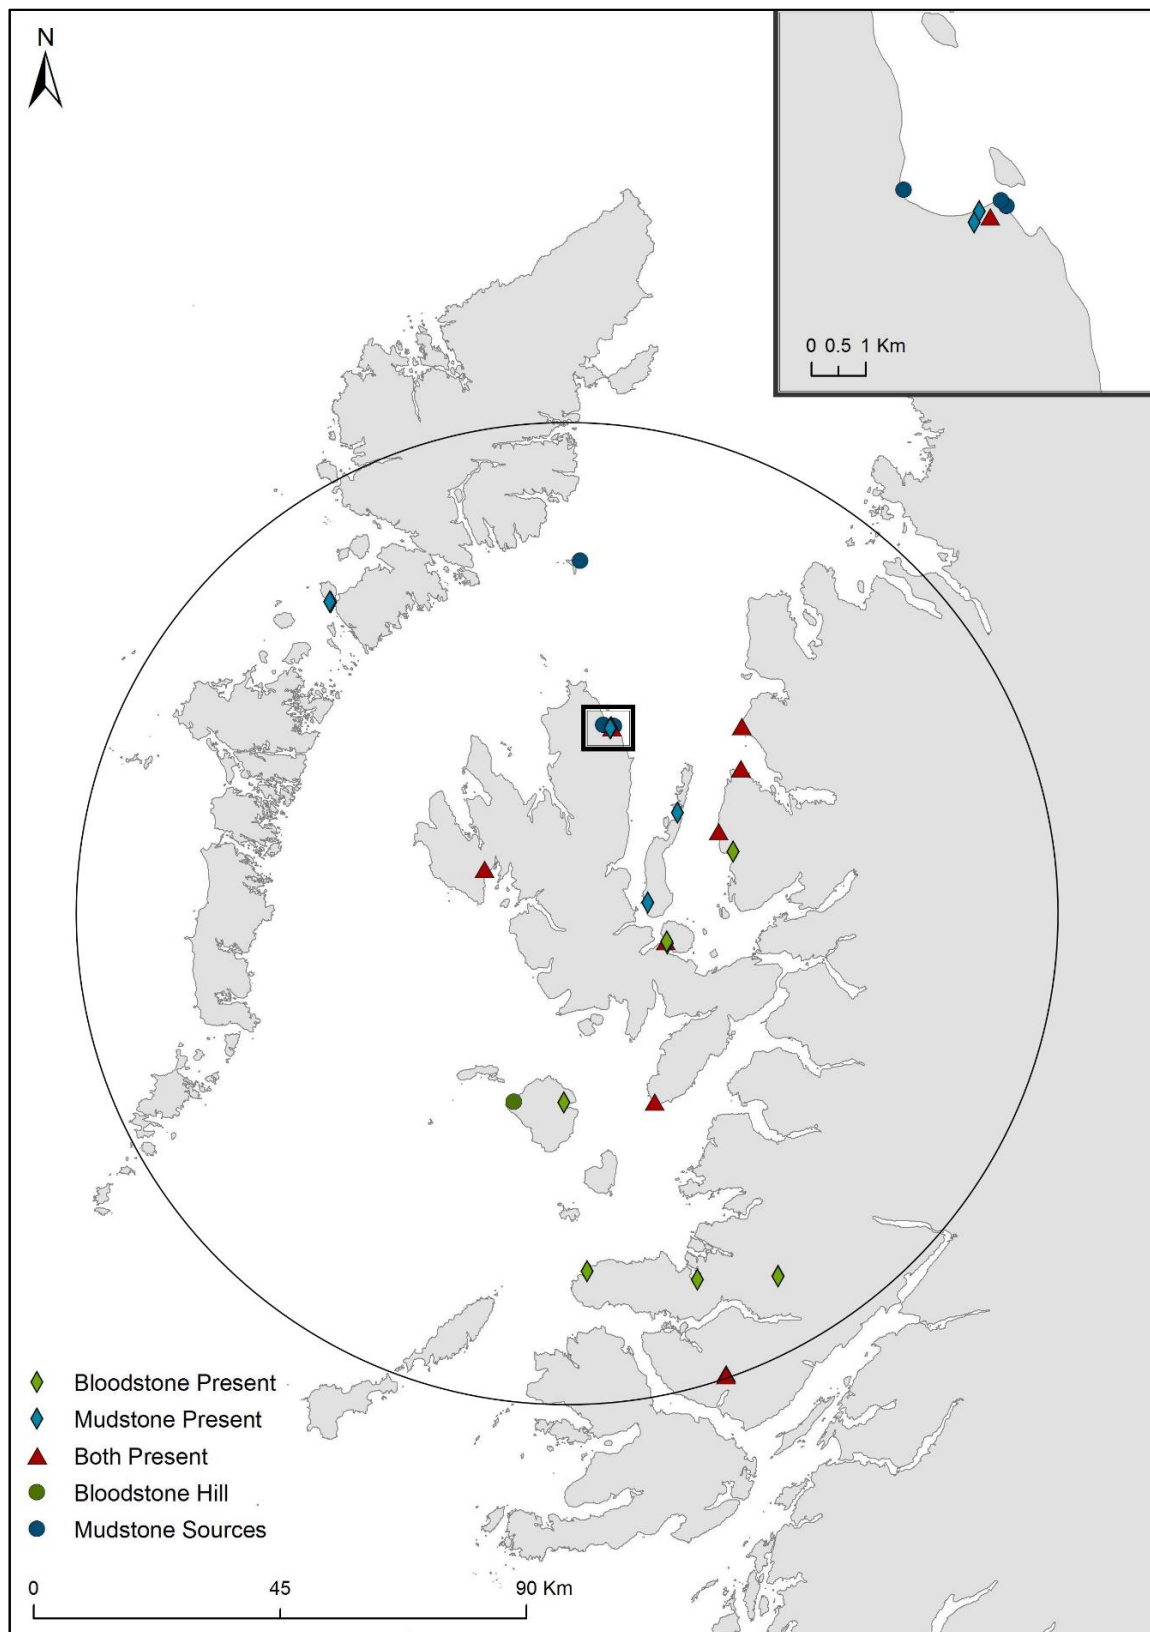 N
0 0.5 1 Km
Bloodstone Present
Mudstone Present
Both Present
Bloodstone Hill
Mudstone Sources
0 45 90 Km